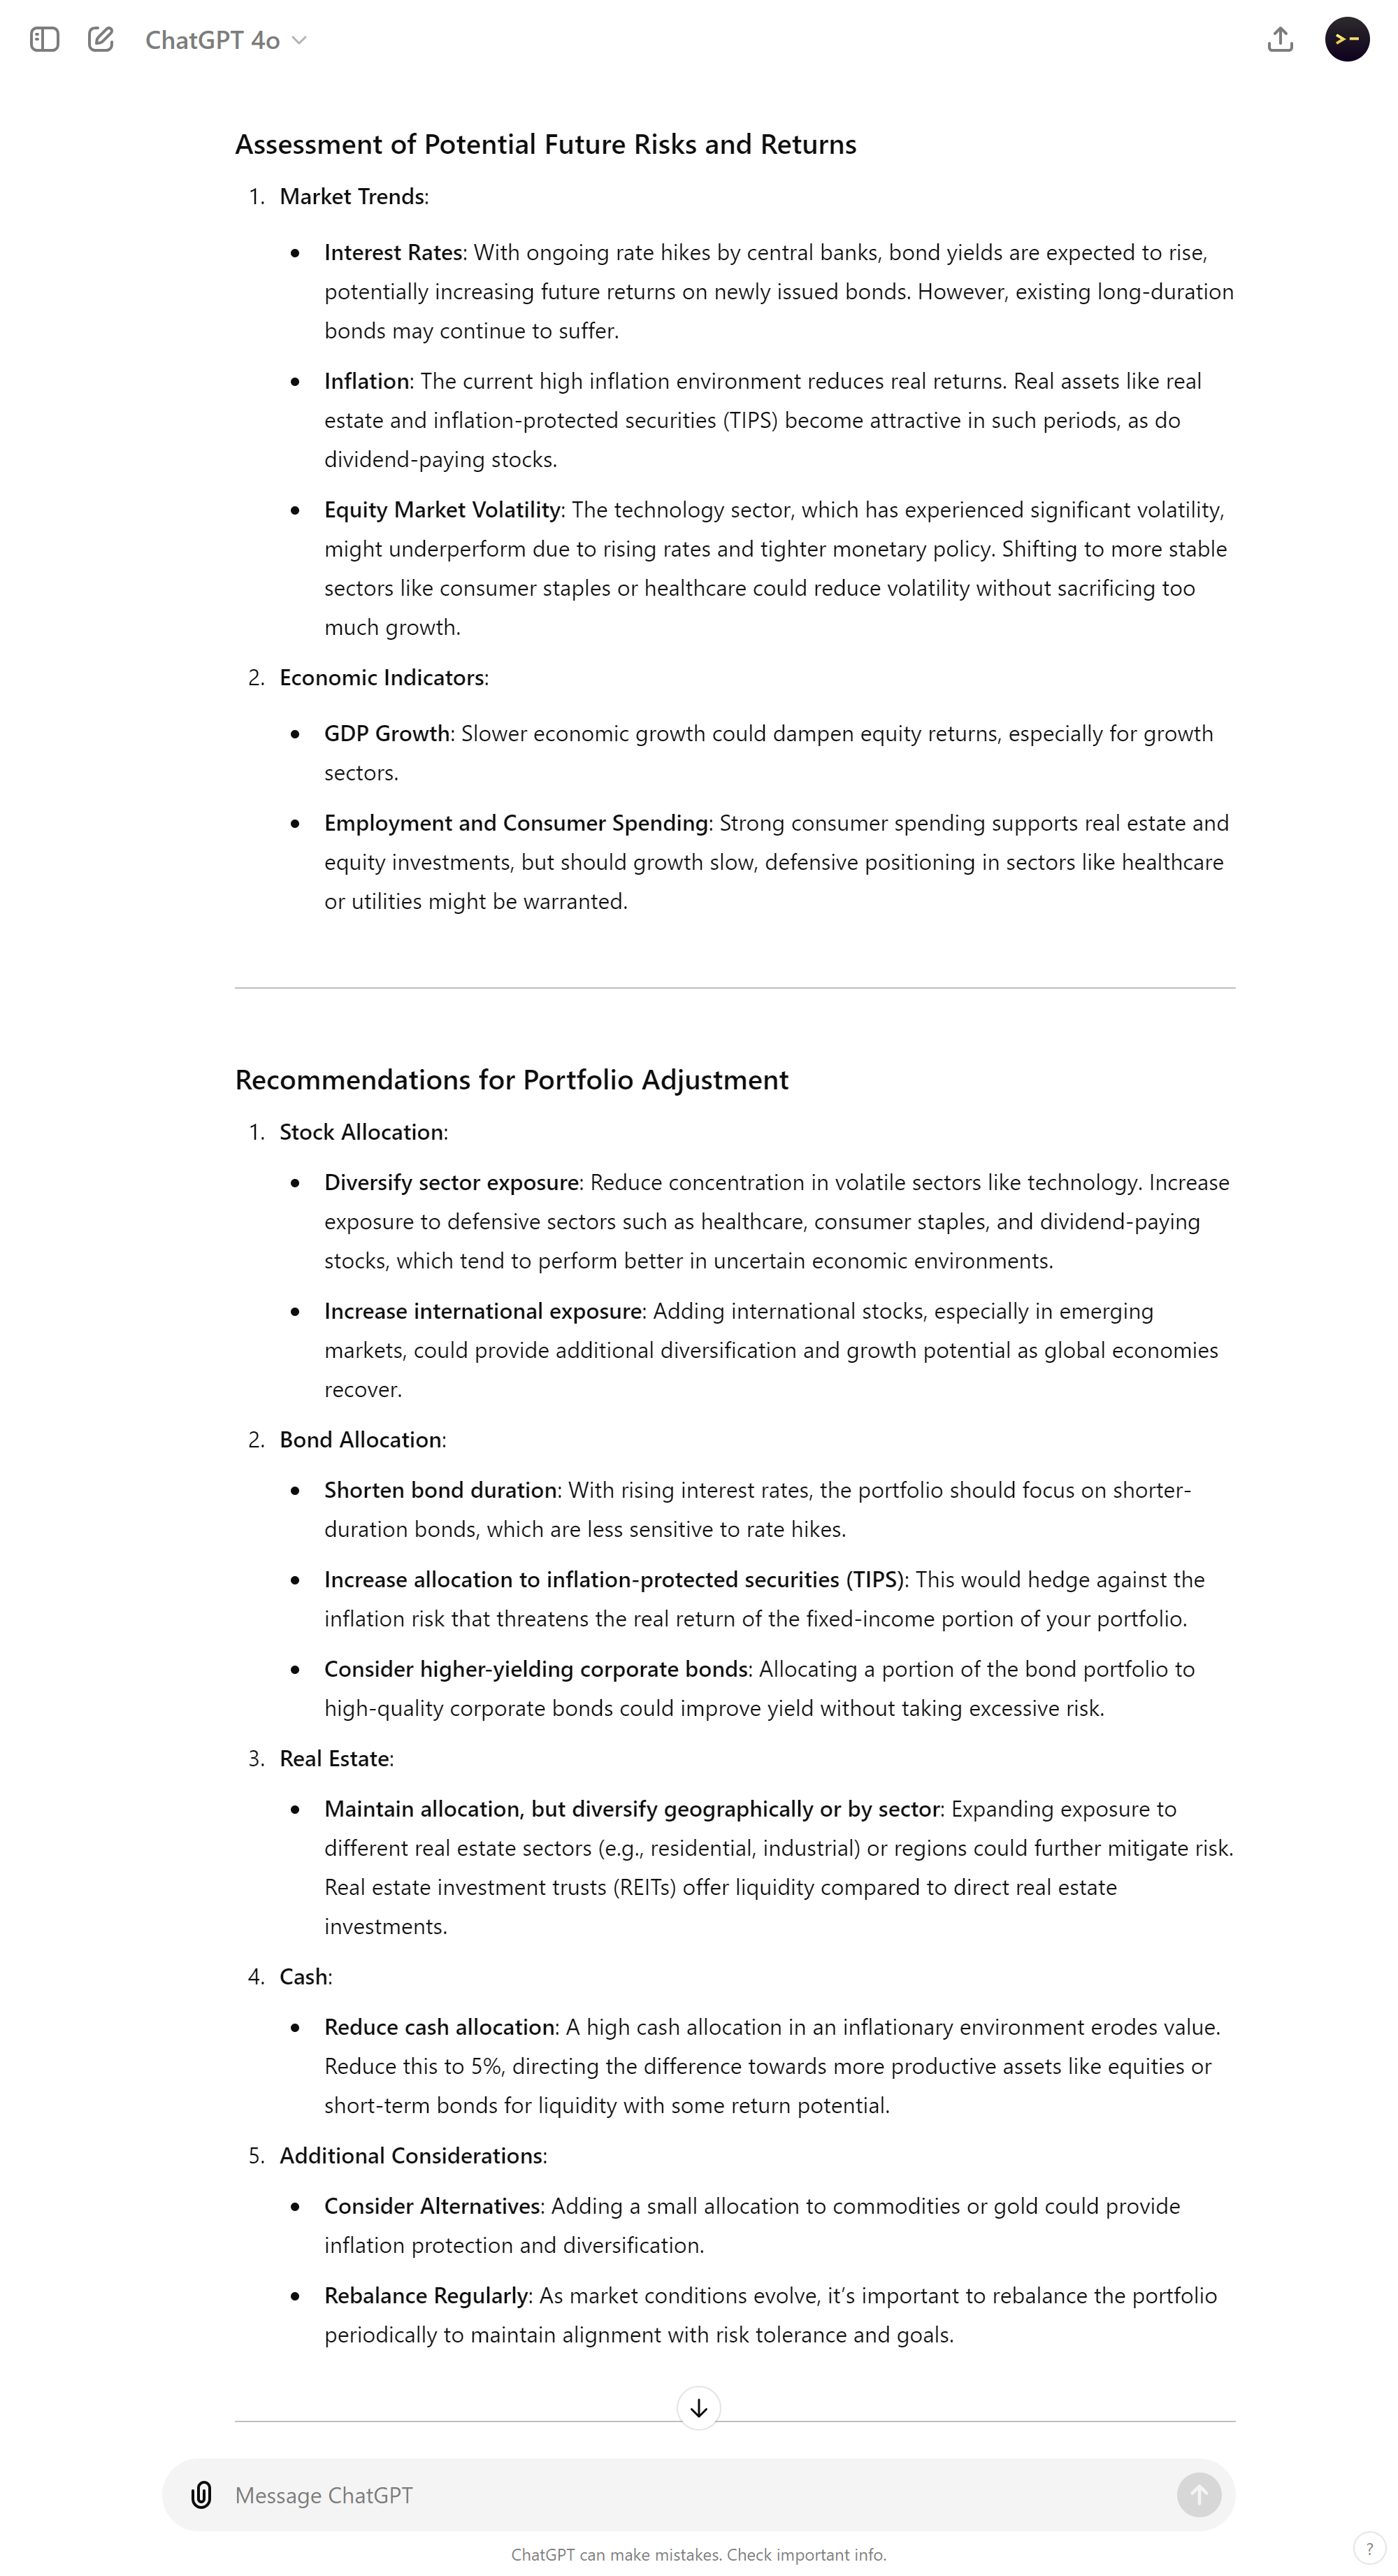 ChatGPT 4o
>-
Assessment of Potential Future Risks and Returns
1. Market Trends:
• Interest Rates: With ongoing rate hikes by central banks, bond yields are expected to rise,
potentially increasing future returns on newly issued bonds. However, existing long-duration
bonds may continue to suffer.
• Inflation: The current high inflation environment reduces real returns. Real assets like real
estate and inflation-protected securities (TIPS) become attractive in such periods, as do
dividend-paying stocks.
• Equity Market Volatility: The technology sector, which has experienced significant volatility,
might underperform due to rising rates and tighter monetary policy. Shifting to more stable
sectors like consumer staples or healthcare could reduce volatility without sacrificing too
much growth.
2. Economic Indicators:
• GDP Growth: Slower economic growth could dampen equity returns, especially for growth
sectors.
• Employment and Consumer Spending: Strong consumer spending supports real estate and
equity investments, but should growth slow, defensive positioning in sectors like healthcare
or utilities might be warranted.
Recommendations for Portfolio Adjustment
1. Stock Allocation:
• Diversify sector exposure: Reduce concentration in volatile sectors like technology. Increase
exposure to defensive sectors such as healthcare, consumer staples, and dividend-paying
stocks, which tend to perform better in uncertain economic environments.
• Increase international exposure: Adding international stocks, especially in emerging
markets, could provide additional diversification and growth potential as global economies
recover.
2. Bond Allocation:
• Shorten bond duration: With rising interest rates, the portfolio should focus on shorter-
duration bonds, which are less sensitive to rate hikes.
• Increase allocation to inflation-protected securities (TIPS): This would hedge against the
inflation risk that threatens the real return of the fixed-income portion of your portfolio.
• Consider higher-yielding corporate bonds: Allocating a portion of the bond portfolio to
high-quality corporate bonds could improve yield without taking excessive risk.
3. Real Estate:
• Maintain allocation, but diversify geographically or by sector: Expanding exposure to
different real estate sectors (e.g., residential, industrial) or regions could further mitigate risk.
Real estate investment trusts (REITs) offer liquidity compared to direct real estate
investments.
4. Cash:
• Reduce cash allocation: A high cash allocation in an inflationary environment erodes value.
Reduce this to 5%, directing the difference towards more productive assets like equities or
short-term bonds for liquidity with some return potential.
5. Additional Considerations:
• Consider Alternatives: Adding a small allocation to commodities or gold could provide
inflation protection and diversification.
• Rebalance Regularly: As market conditions evolve, it’s important to rebalance the portfolio
periodically to maintain alignment with risk tolerance and goals.
Message ChatGPT
ChatGPT can make mistakes. Check important info.
?